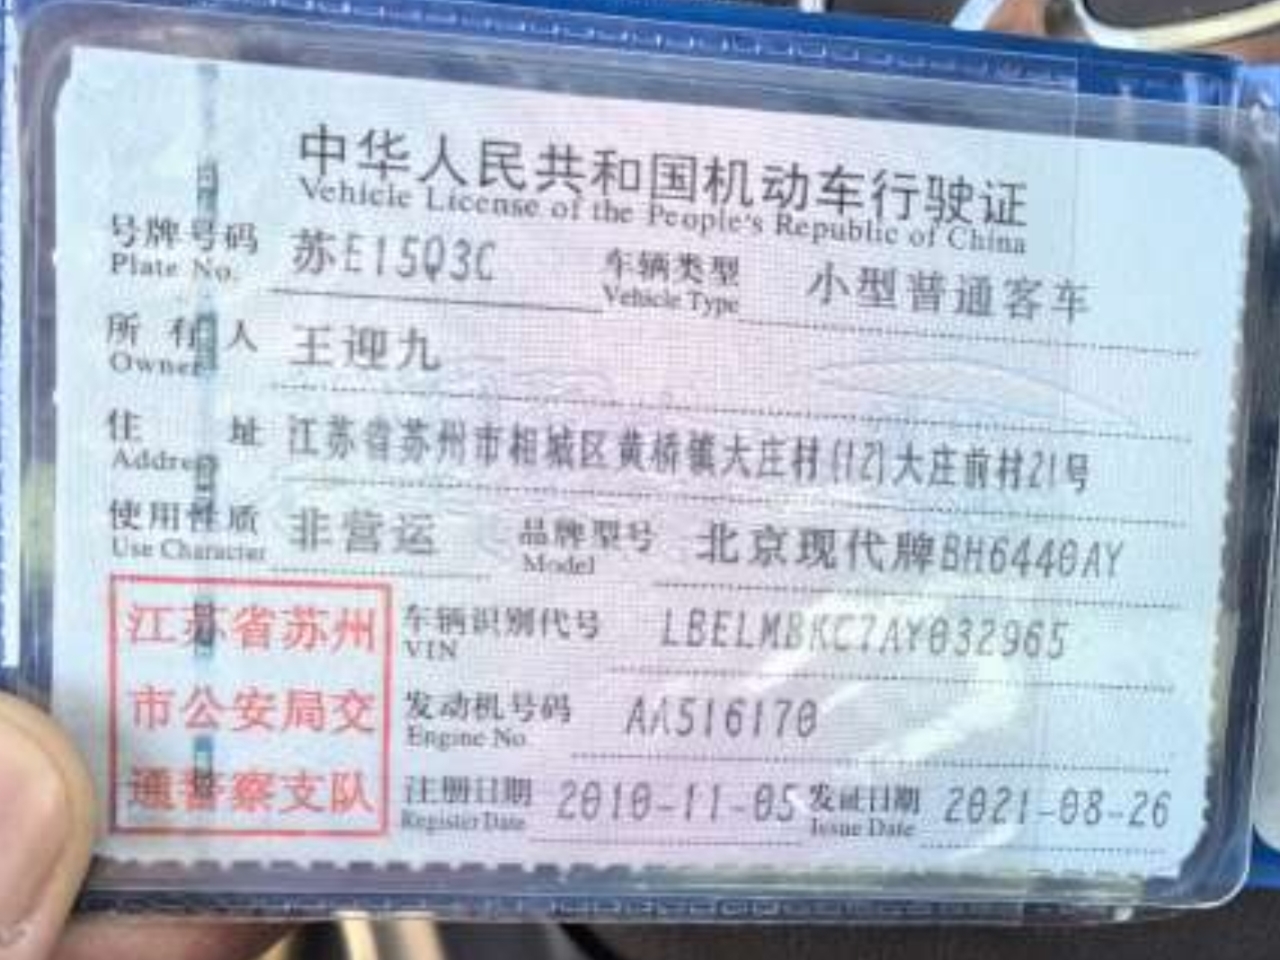 中华人民共和国机动车行驶证
Vehicle License of the People's Republic of China
号牌号码 苏E15Q3C 车辆类型 小型普通客车
Plate No. Vehicle Type
所有人 王迎九
Owner
住址 江苏省苏州市相城区黄桥镇大庄村(12)大庄前村21号
Address
使用性质 非营运 品牌型号 北京现代牌BH6440AY
Use Character Model
江苏省苏州
市公安局交
通警察支队
车辆识别代号 LBELMBKC7AY032965
VIN
发动机号码 AA516170
Engine No.
注册日期 2010-11-05 发证日期 2021-08-26
Register Date Issue Date